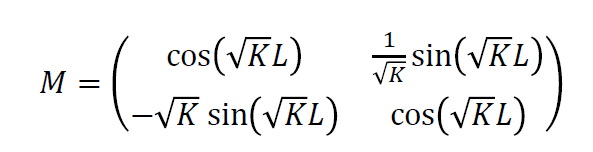 M = ( cos(√K L)   1/√K sin(√K L)
−√K sin(√K L)   cos(√K L) )